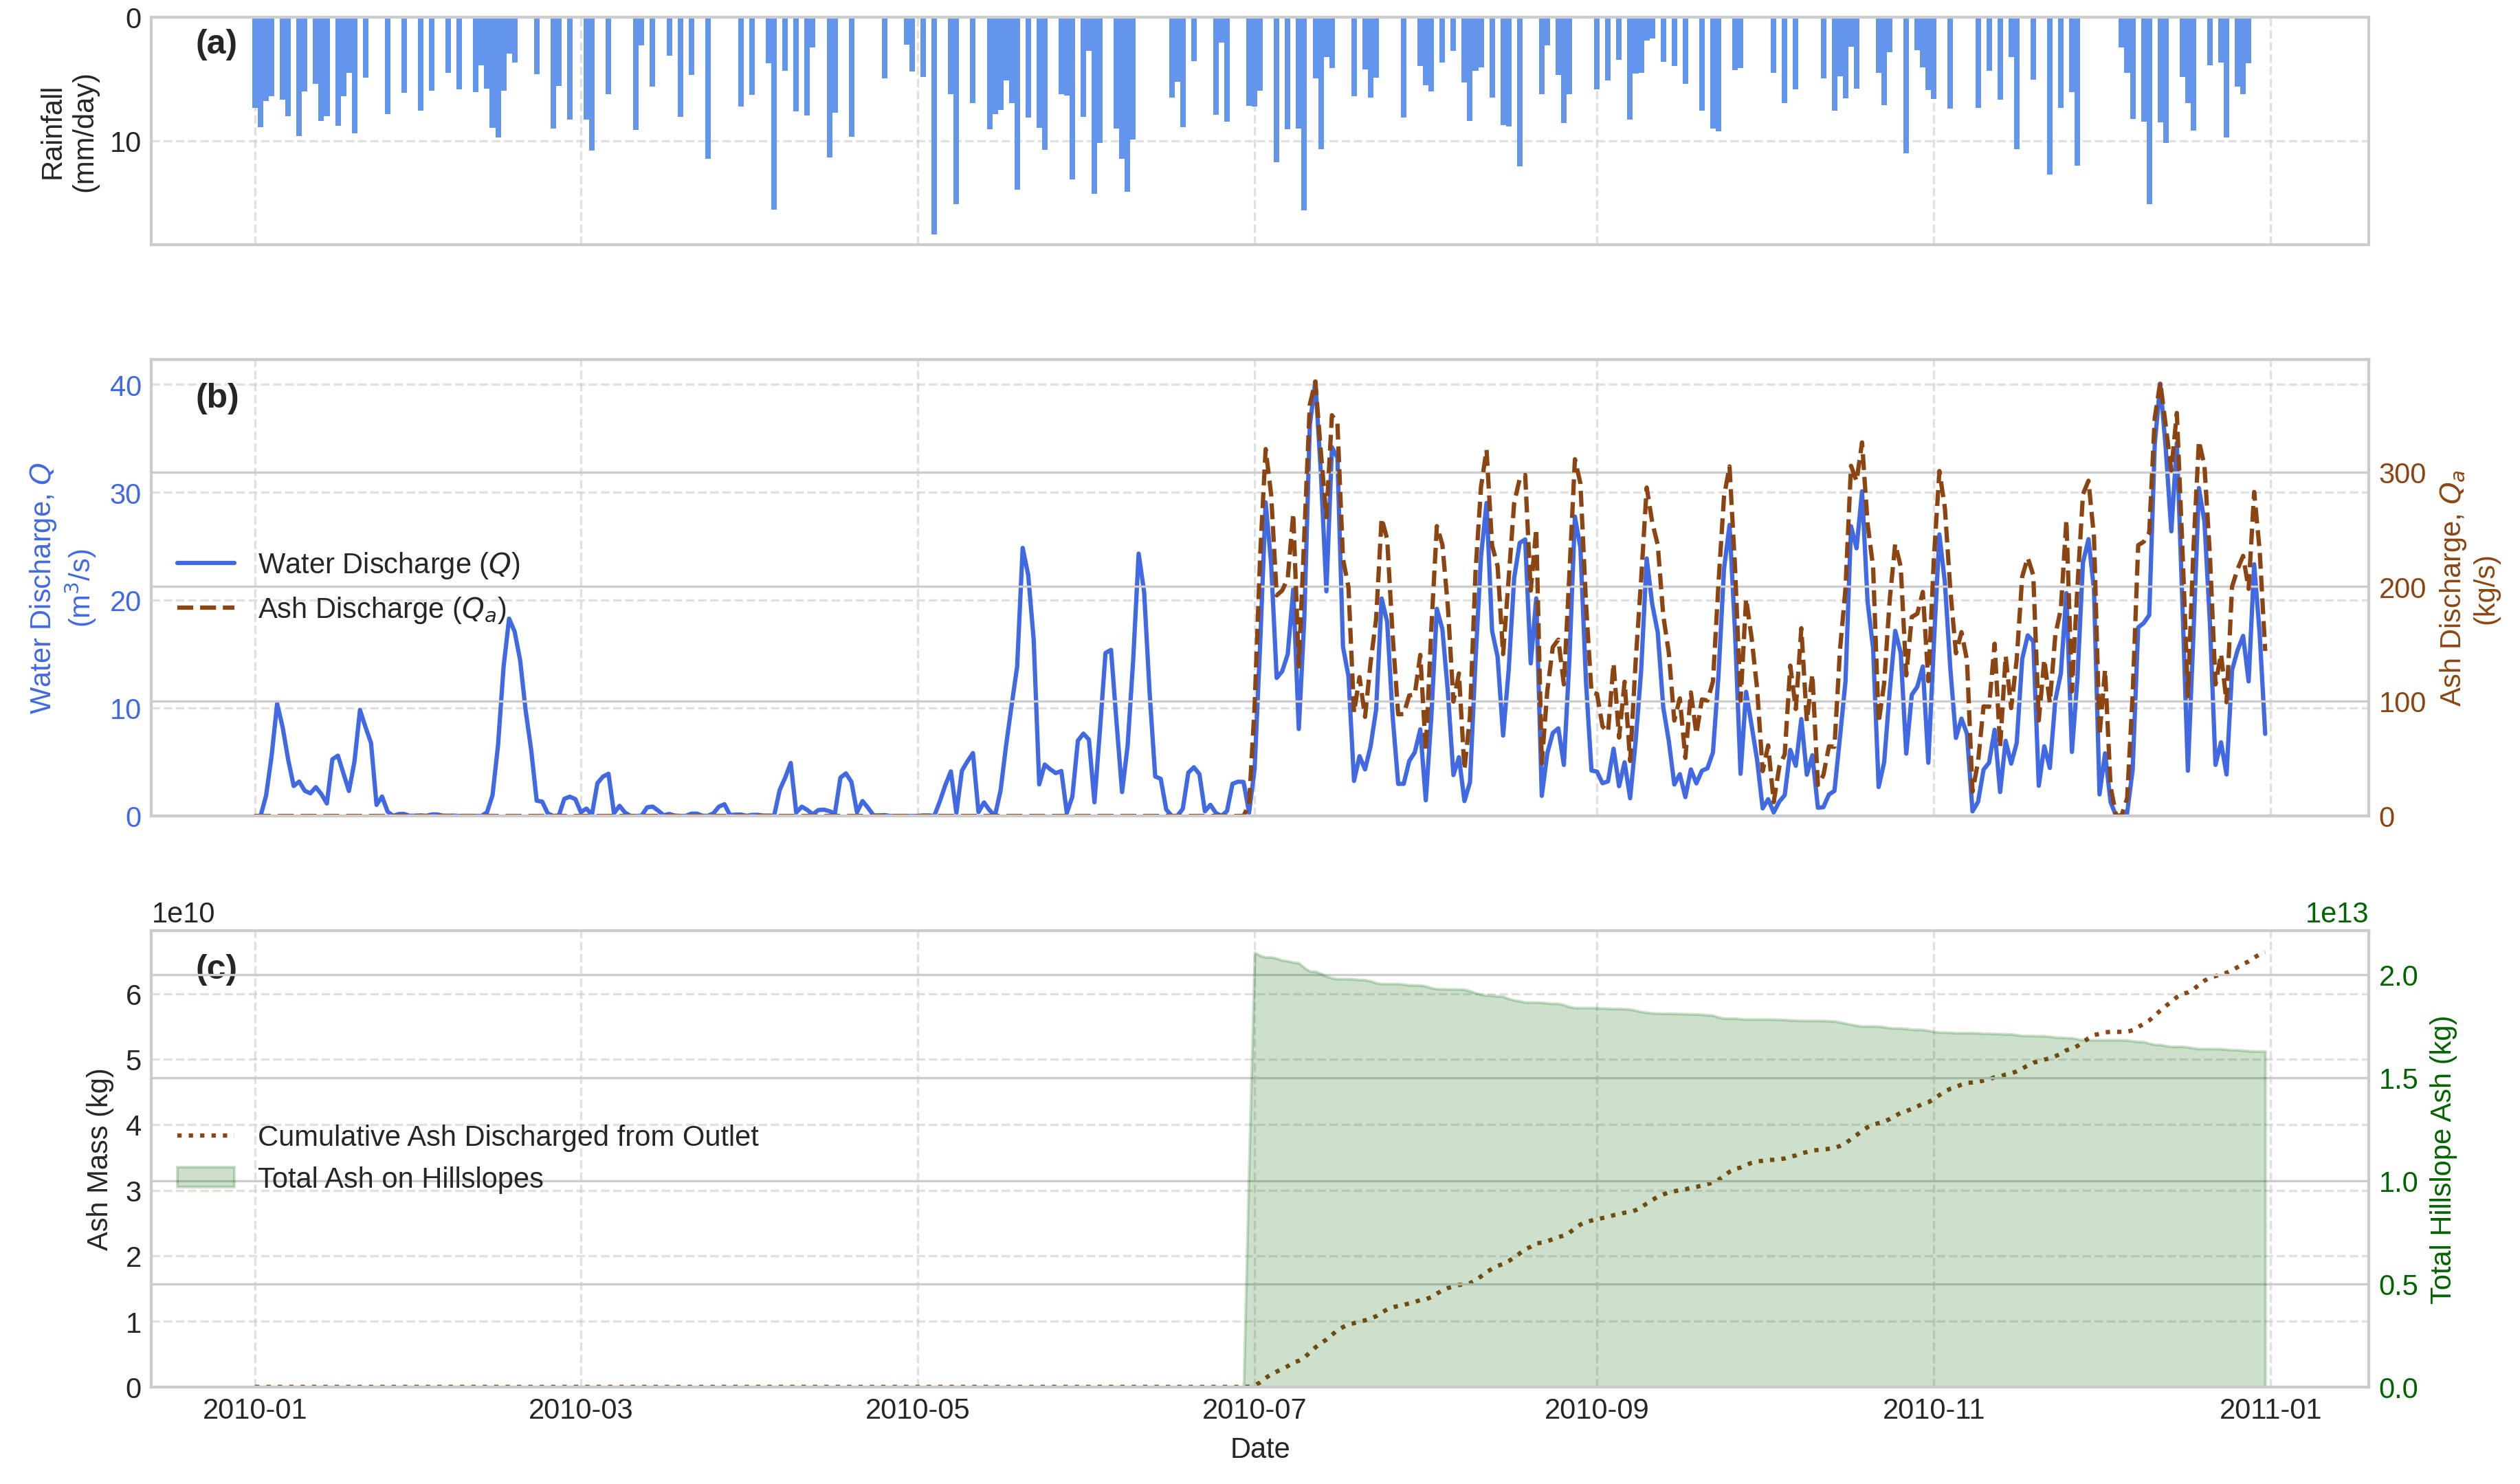 (a)
0
10
Rainfall
(mm/day)
(b)
40
30
20
10
0
Water Discharge, Q
(m³/s)
Water Discharge (Q)
Ash Discharge (Qₐ)
300
200
100
0
Ash Discharge, Qₐ
(kg/s)
1e10
1e13
(c)
6
5
4
3
2
1
0
Ash Mass (kg)
Cumulative Ash Discharged from Outlet
Total Ash on Hillslopes
2.0
1.5
1.0
0.5
0.0
Total Hillslope Ash (kg)
2010-01 2010-03 2010-05 2010-07 2010-09 2010-11 2011-01
Date